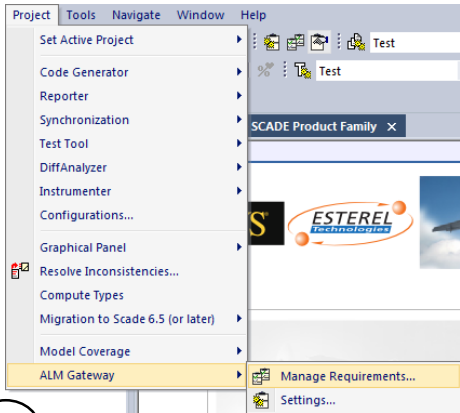 Project Tools Navigate Window Help
Set Active Project
Test
Code Generator
Test
Reporter
Synchronization
SCADE Product Family X
Test Tool
DiffAnalyzer
Instrumenter
Configurations...
S ESTEREL
Technologies
Graphical Panel
Resolve Inconsistencies...
Compute Types
Migration to Scade 6.5 (or later)
Model Coverage
ALM Gateway
Manage Requirements...
Settings...